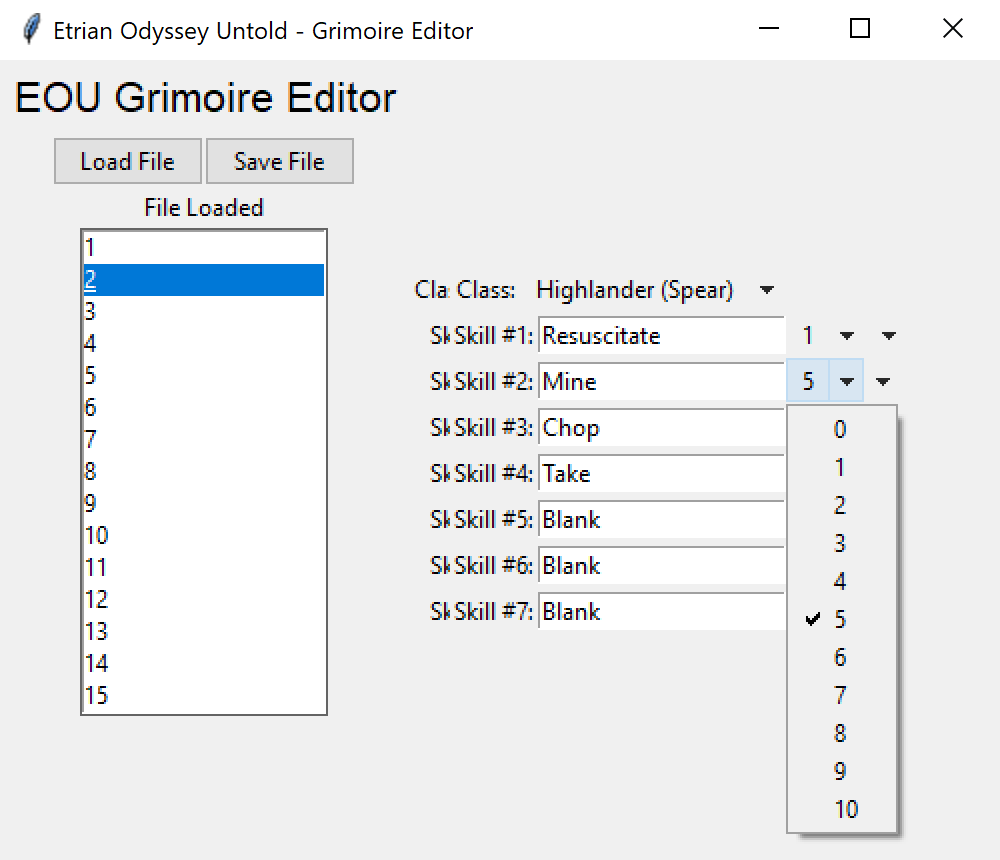 Etrian Odyssey Untold - Grimoire Editor
EOU Grimoire Editor
Load File Save File
File Loaded
1
2
3
4
5
6
7
8
9
10
11
12
13
14
15
Cla Class: Highlander (Spear)
Sk Skill #1: Resuscitate 1
Sk Skill #2: Mine 5
Sk Skill #3: Chop
Sk Skill #4: Take
Sk Skill #5: Blank
Sk Skill #6: Blank
Sk Skill #7: Blank
0
1
2
3
4
5
6
7
8
9
10